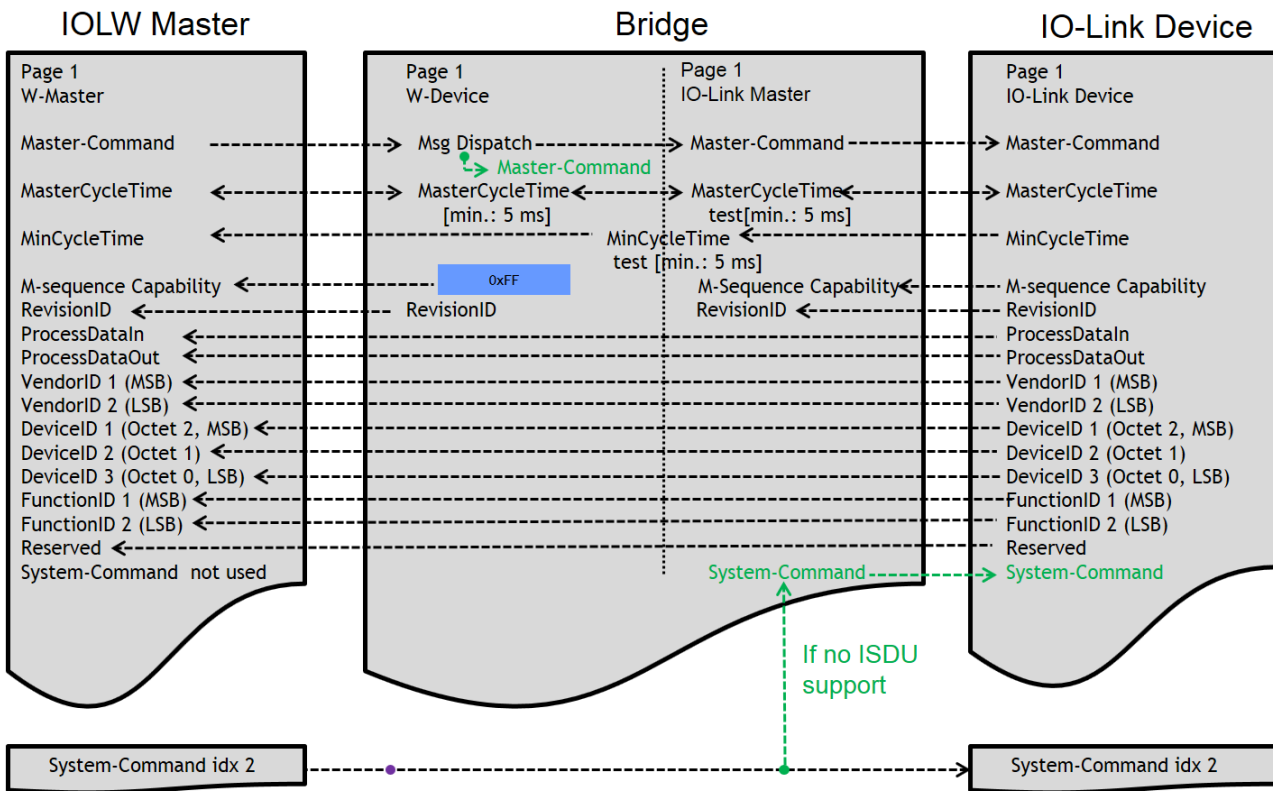 IOLW Master
Bridge
IO-Link Device
Page 1
W-Master
Master-Command
MasterCycleTime
MinCycleTime
M-sequence Capability
RevisionID
ProcessDataIn
ProcessDataOut
VendorID 1 (MSB)
VendorID 2 (LSB)
DeviceID 1 (Octet 2, MSB)
DeviceID 2 (Octet 1)
DeviceID 3 (Octet 0, LSB)
FunctionID 1 (MSB)
FunctionID 2 (LSB)
Reserved
System-Command not used
Page 1
W-Device
Msg Dispatch
Master-Command
MasterCycleTime
[min.: 5 ms]
0xFF
RevisionID
Page 1
IO-Link Master
Master-Command
MasterCycleTime
test[min.: 5 ms]
MinCycleTime
test [min.: 5 ms]
M-Sequence Capability
RevisionID
System-Command
If no ISDU
support
Page 1
IO-Link Device
Master-Command
MasterCycleTime
MinCycleTime
M-sequence Capability
RevisionID
ProcessDataIn
ProcessDataOut
VendorID 1 (MSB)
VendorID 2 (LSB)
DeviceID 1 (Octet 2, MSB)
DeviceID 2 (Octet 1)
DeviceID 3 (Octet 0, LSB)
FunctionID 1 (MSB)
FunctionID 2 (LSB)
Reserved
System-Command
System-Command idx 2
System-Command idx 2